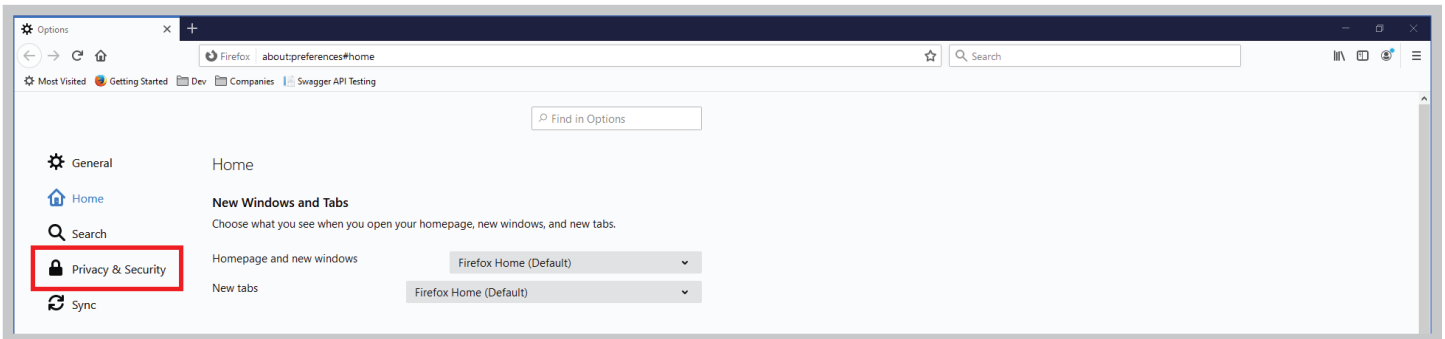 Options
Firefox about:preferences#home Search
Most Visited Getting Started Dev Companies Swagger API Testing
Find in Options
General
Home
Search
Privacy & Security
Sync
Home
New Windows and Tabs
Choose what you see when you open your homepage, new windows, and new tabs.
Homepage and new windows Firefox Home (Default)
New tabs Firefox Home (Default)